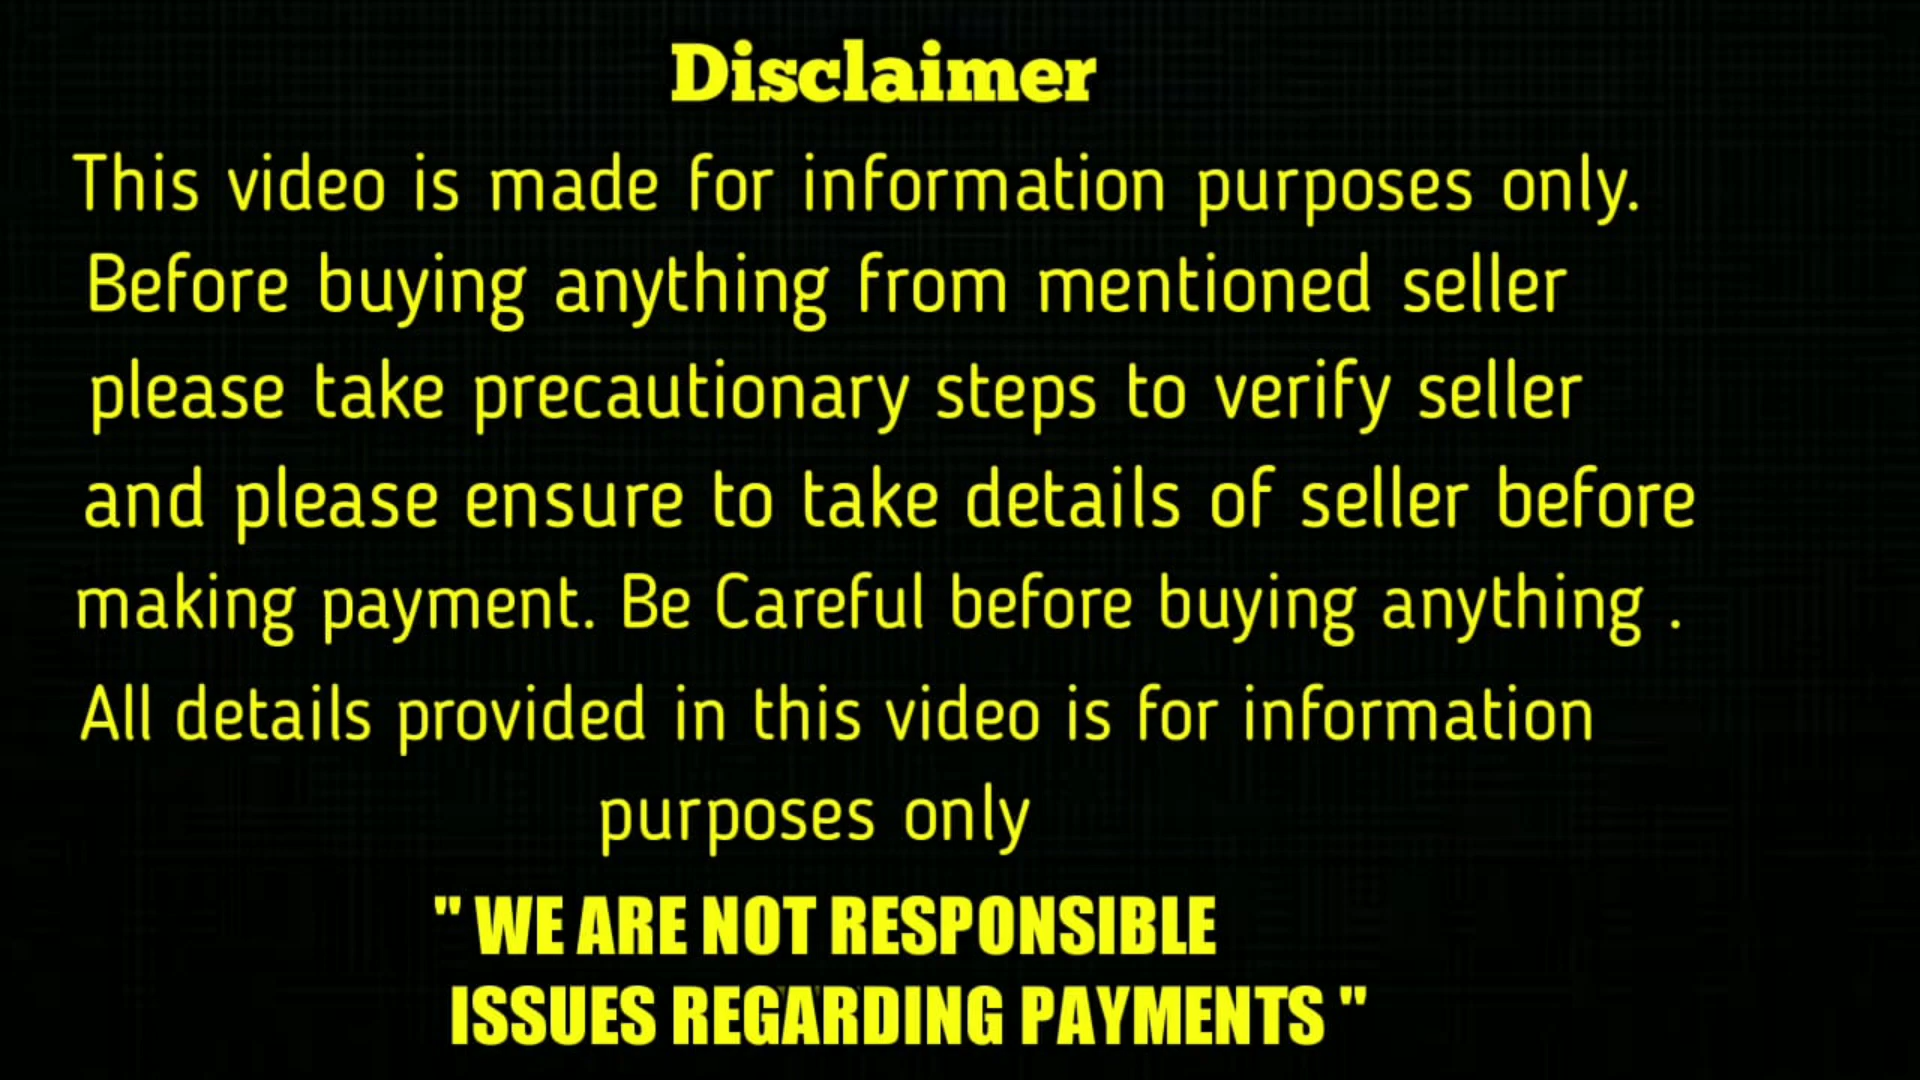 Disclaimer
This video is made for information purposes only.
Before buying anything from mentioned seller
please take precautionary steps to verify seller
and please ensure to take details of seller before
making payment. Be Careful before buying anything .
All details provided in this video is for information
purposes only
" WE ARE NOT RESPONSIBLE
ISSUES REGARDING PAYMENTS "